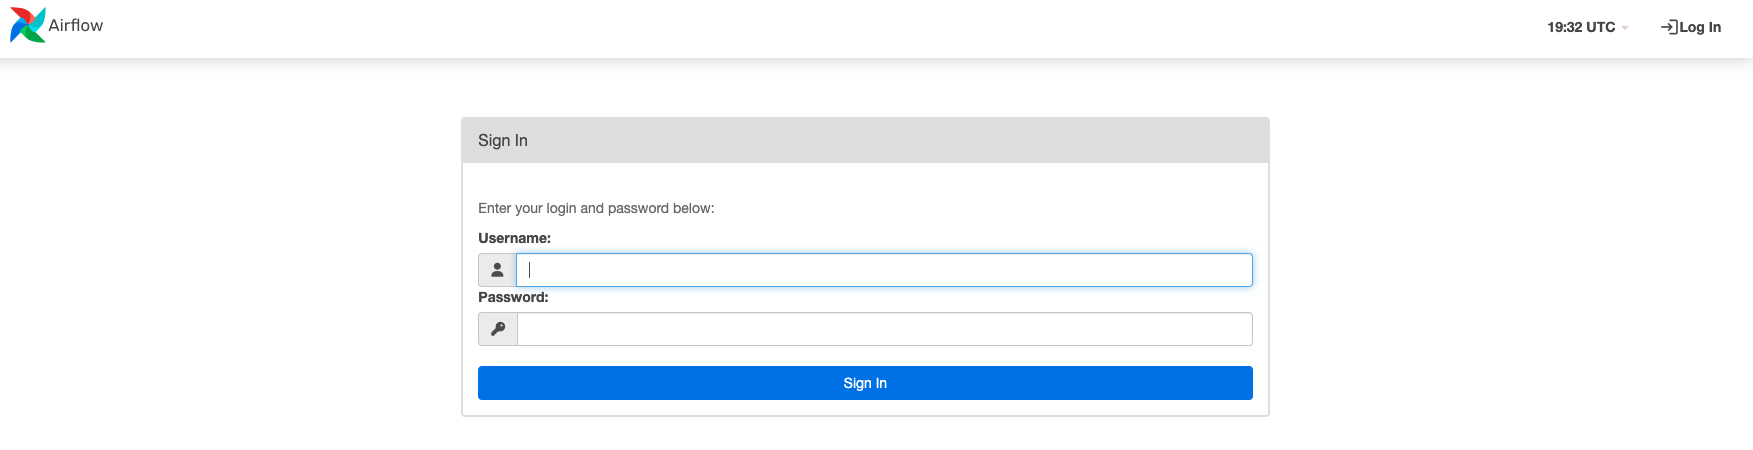 Airflow
19:32 UTC
Log In
Sign In
Enter your login and password below:
Username:
Password:
Sign In